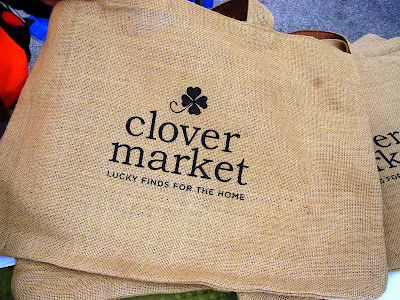 clover
market
LUCKY FINDS FOR THE HOME